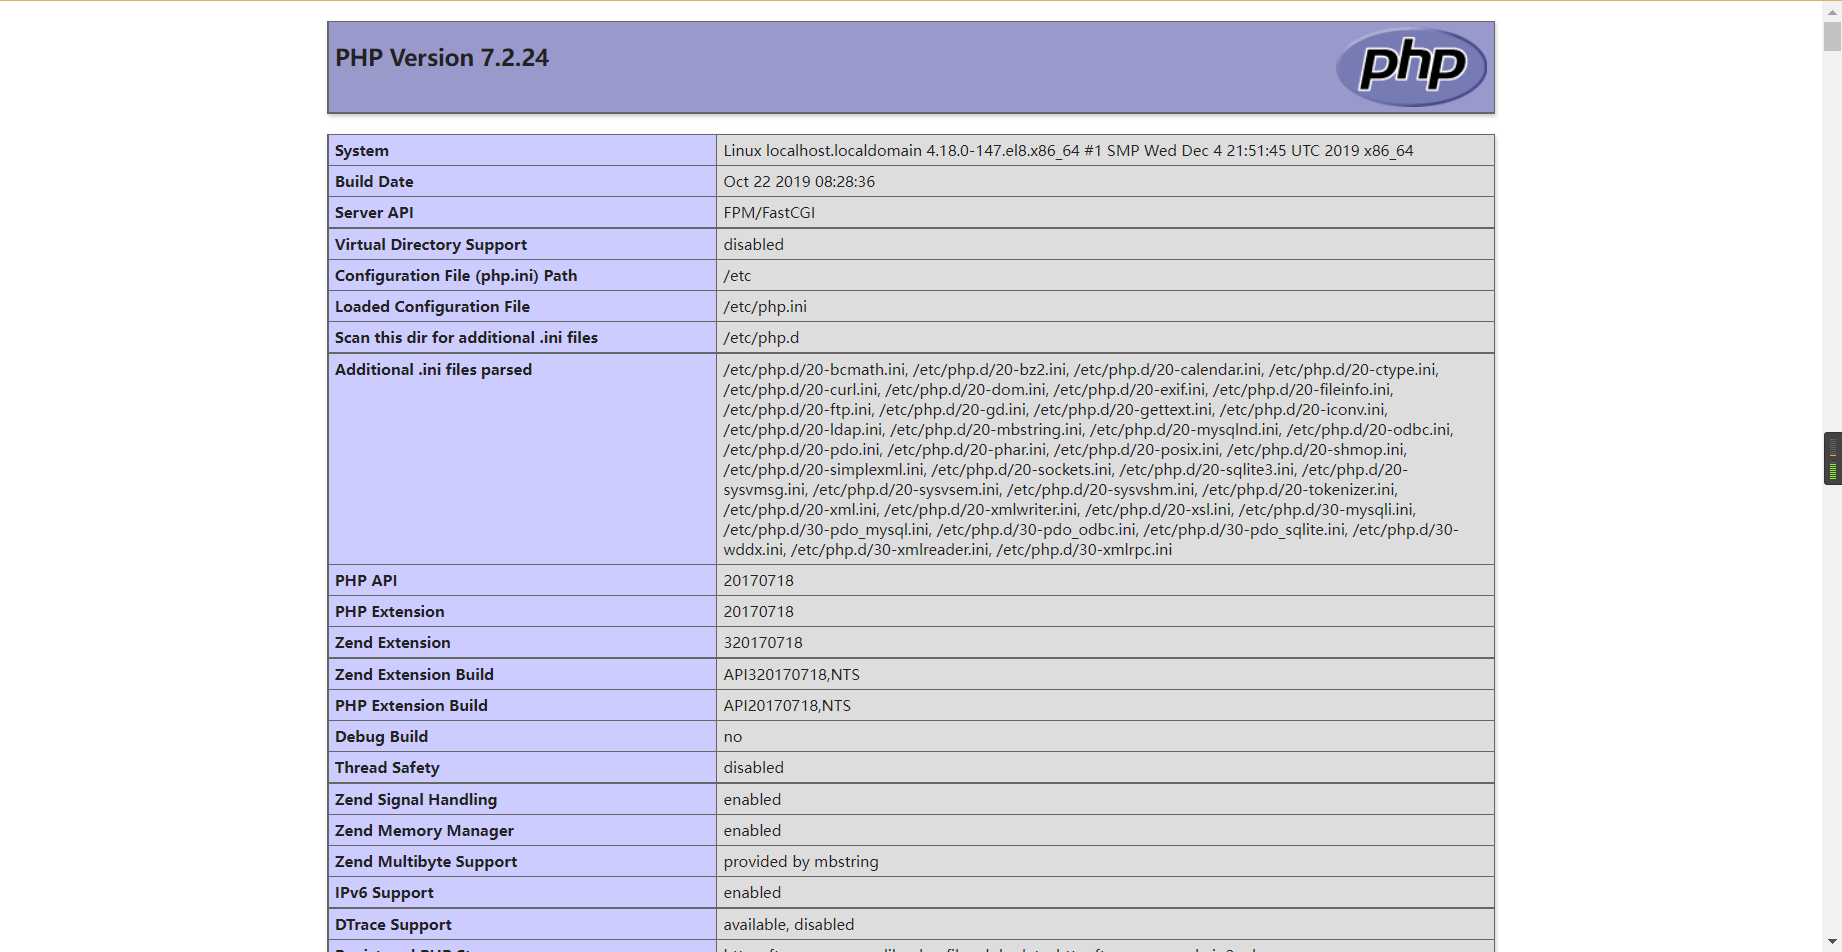 PHP Version 7.2.24
php
System Linux localhost.localdomain 4.18.0-147.el8.x86_64 #1 SMP Wed Dec 4 21:51:45 UTC 2019 x86_64
Build Date Oct 22 2019 08:28:36
Server API FPM/FastCGI
Virtual Directory Support disabled
Configuration File (php.ini) Path /etc
Loaded Configuration File /etc/php.ini
Scan this dir for additional .ini files /etc/php.d
Additional .ini files parsed /etc/php.d/20-bcmath.ini, /etc/php.d/20-bz2.ini, /etc/php.d/20-calendar.ini, /etc/php.d/20-ctype.ini,
/etc/php.d/20-curl.ini, /etc/php.d/20-dom.ini, /etc/php.d/20-exif.ini, /etc/php.d/20-fileinfo.ini,
/etc/php.d/20-ftp.ini, /etc/php.d/20-gd.ini, /etc/php.d/20-gettext.ini, /etc/php.d/20-iconv.ini,
/etc/php.d/20-ldap.ini, /etc/php.d/20-mbstring.ini, /etc/php.d/20-mysqlnd.ini, /etc/php.d/20-odbc.ini,
/etc/php.d/20-pdo.ini, /etc/php.d/20-phar.ini, /etc/php.d/20-posix.ini, /etc/php.d/20-shmop.ini,
/etc/php.d/20-simplexml.ini, /etc/php.d/20-sockets.ini, /etc/php.d/20-sqlite3.ini, /etc/php.d/20-
sysvmsg.ini, /etc/php.d/20-sysvsem.ini, /etc/php.d/20-sysvshm.ini, /etc/php.d/20-tokenizer.ini,
/etc/php.d/20-xml.ini, /etc/php.d/20-xmlwriter.ini, /etc/php.d/20-xsl.ini, /etc/php.d/30-mysqli.ini,
/etc/php.d/30-pdo_mysql.ini, /etc/php.d/30-pdo_odbc.ini, /etc/php.d/30-pdo_sqlite.ini, /etc/php.d/30-
wddx.ini, /etc/php.d/30-xmlreader.ini, /etc/php.d/30-xmlrpc.ini
PHP API 20170718
PHP Extension 20170718
Zend Extension 320170718
Zend Extension Build API320170718,NTS
PHP Extension Build API20170718,NTS
Debug Build no
Thread Safety disabled
Zend Signal Handling enabled
Zend Memory Manager enabled
Zend Multibyte Support provided by mbstring
IPv6 Support enabled
DTrace Support available, disabled